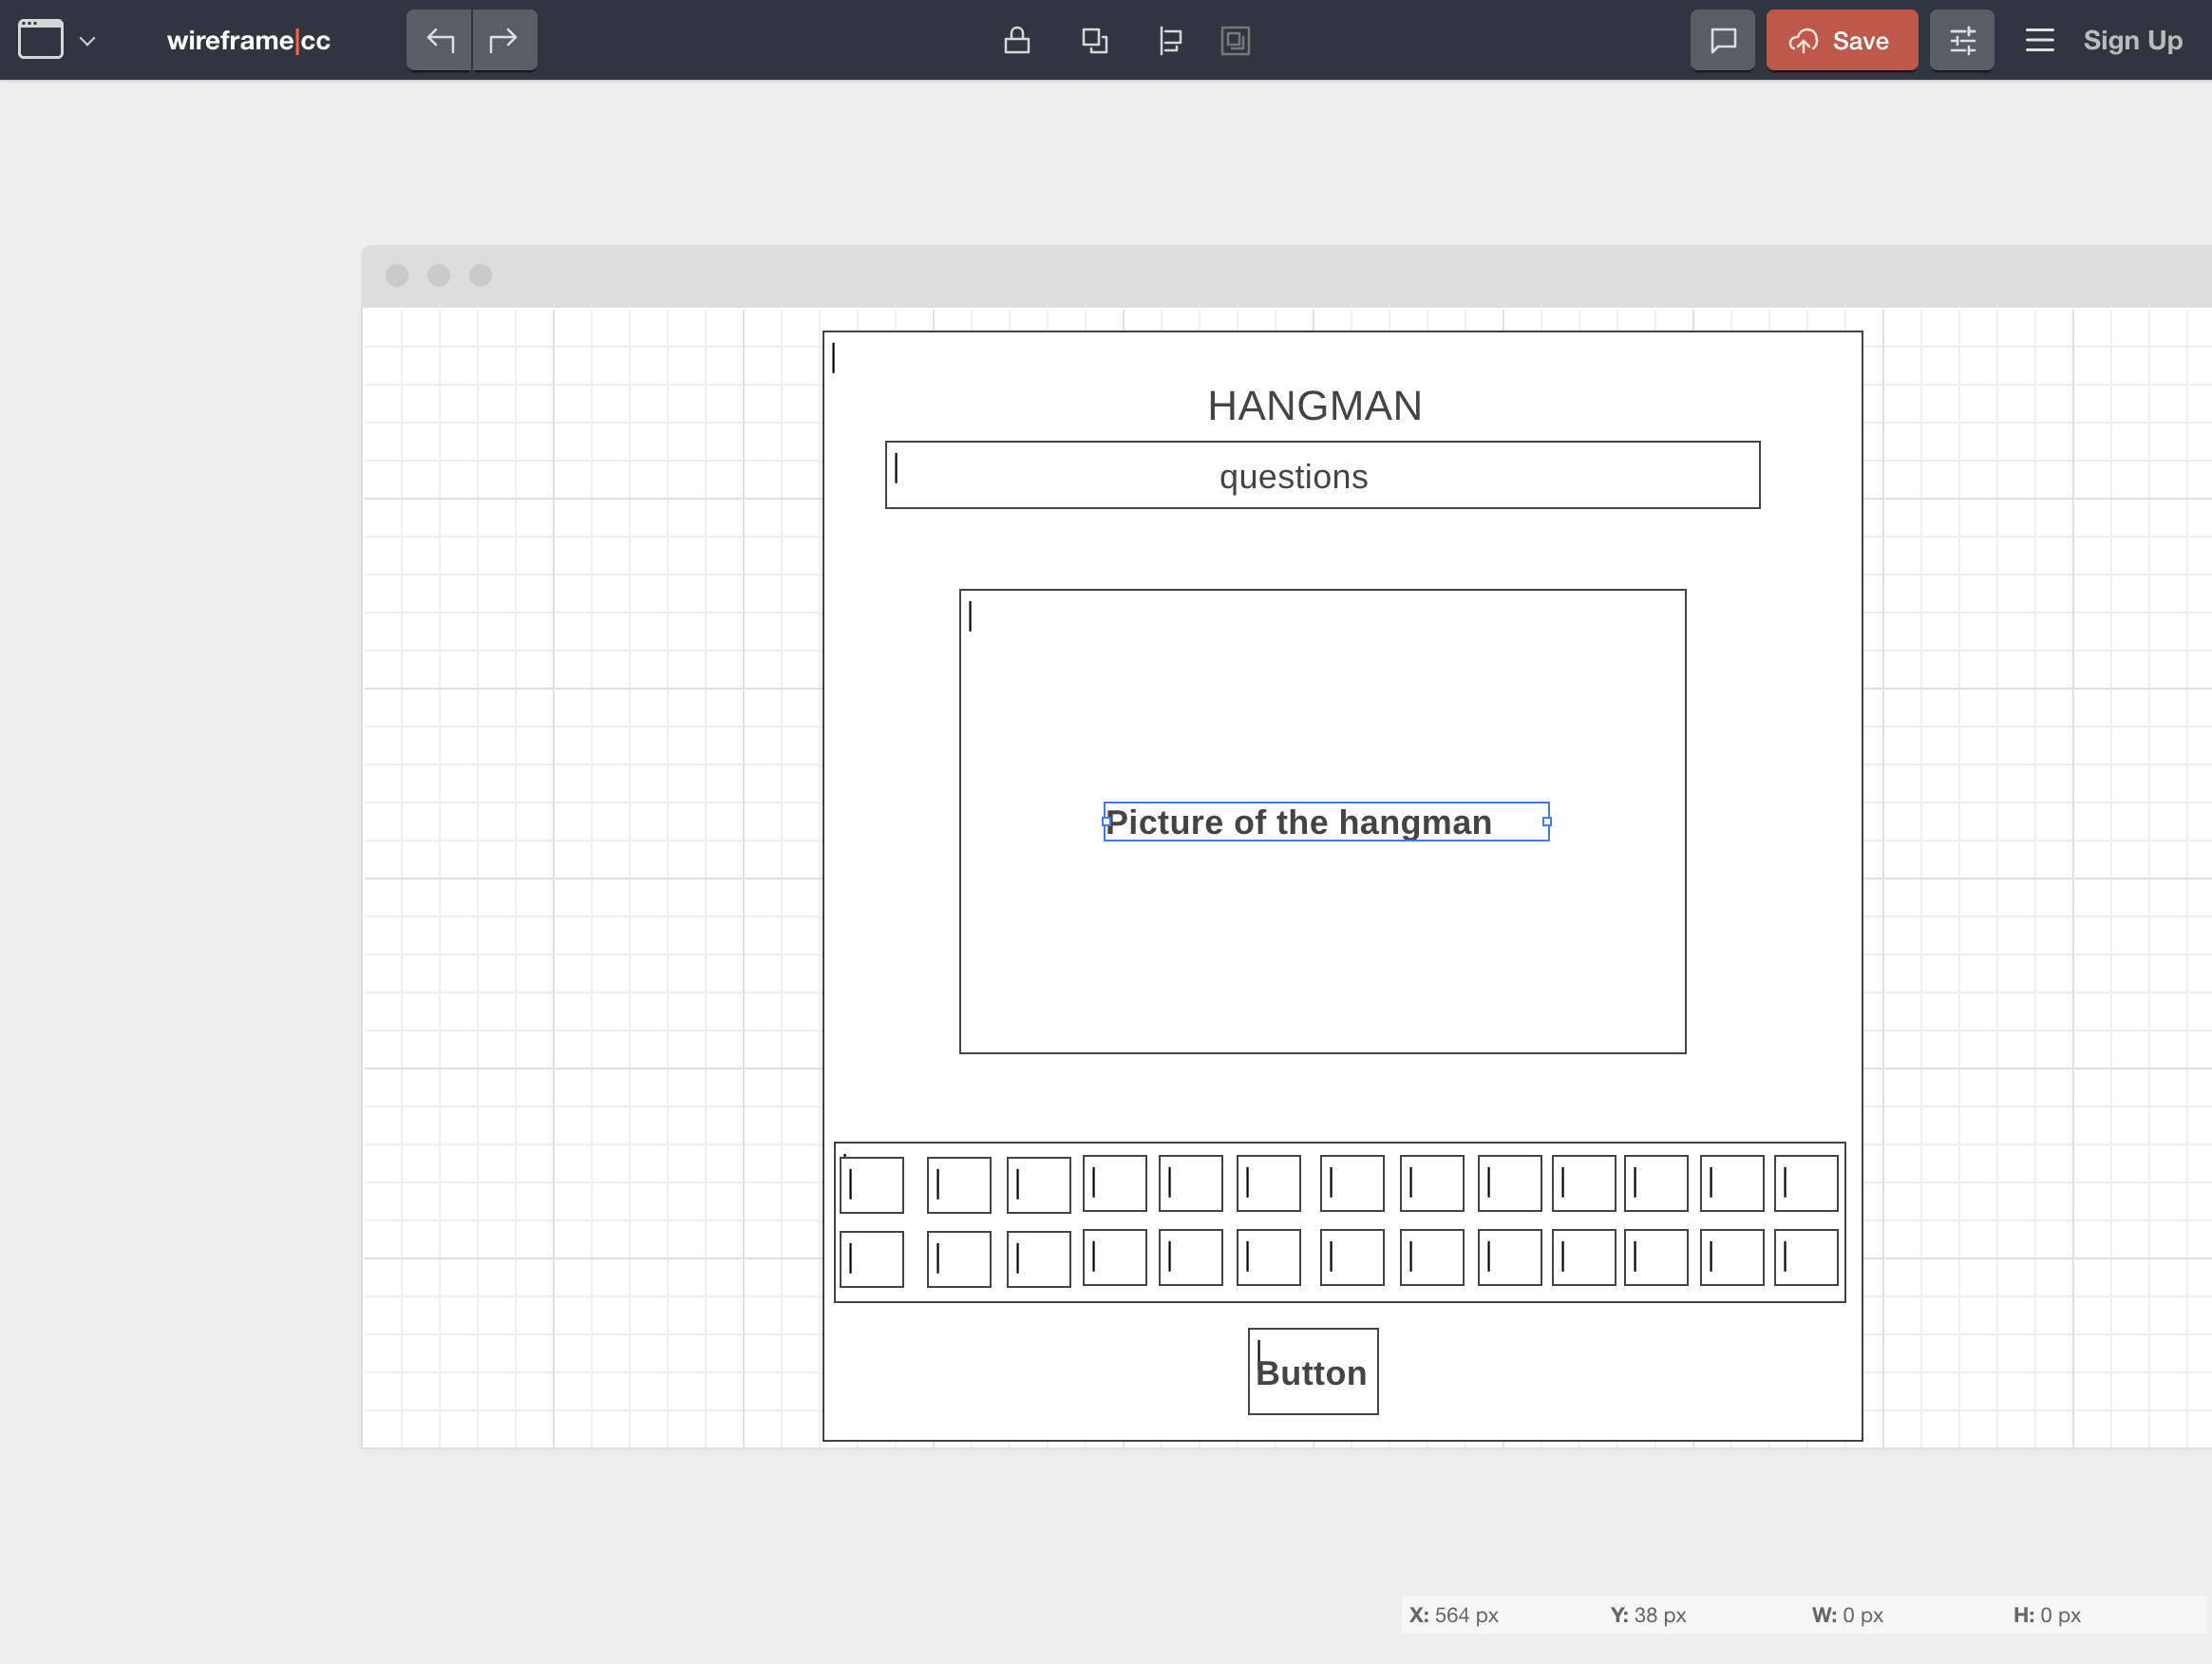 wireframe|cc
Save
Sign Up
HANGMAN
questions
Picture of the hangman
Button
X: 564 px Y: 38 px W: 0 px H: 0 px